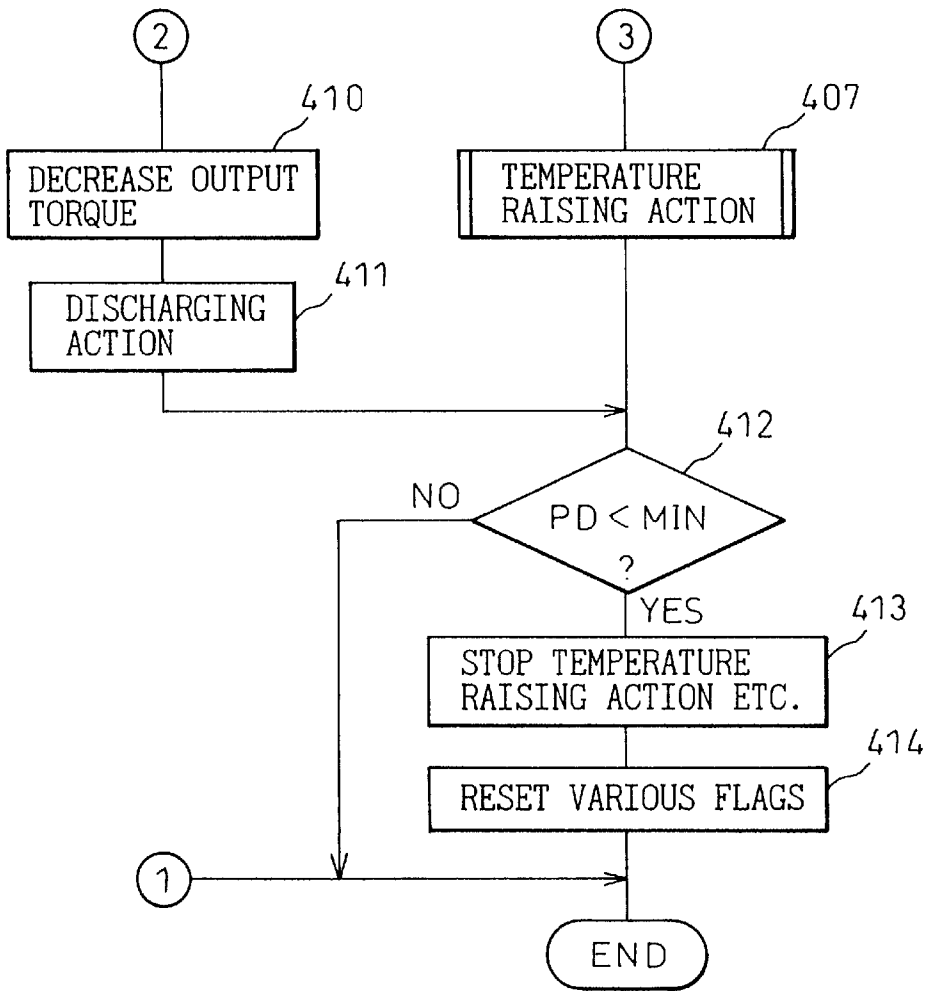 2
3
410
407
DECREASE OUTPUT
TORQUE
TEMPERATURE
RAISING ACTION
411
DISCHARGING
ACTION
412
NO
PD < MIN
?
YES
413
STOP TEMPERATURE
RAISING ACTION ETC.
414
RESET VARIOUS FLAGS
1
END